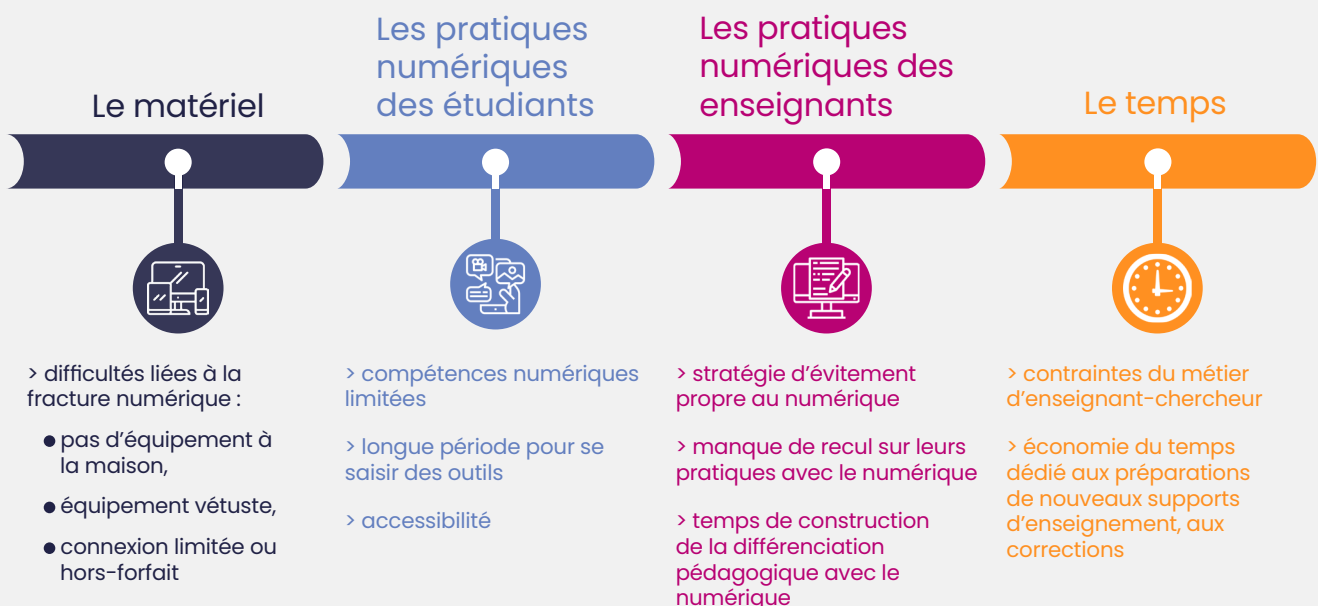 Le matériel
> difficultés liées à la
fracture numérique :
● pas d'équipement à
la maison,
● équipement vétuste,
● connexion limitée ou
hors-forfait
Les pratiques
numériques
des étudiants
> compétences numériques
limitées
> longue période pour se
saisir des outils
> accessibilité
Les pratiques
numériques des
enseignants
> stratégie d'évitement
propre au numérique
> manque de recul sur leurs
pratiques avec le numérique
> temps de construction
de la différenciation
pédagogique avec le
numérique
Le temps
> contraintes du métier
d'enseignant-chercheur
> économie du temps
dédié aux préparations
de nouveaux supports
d'enseignement, aux
corrections